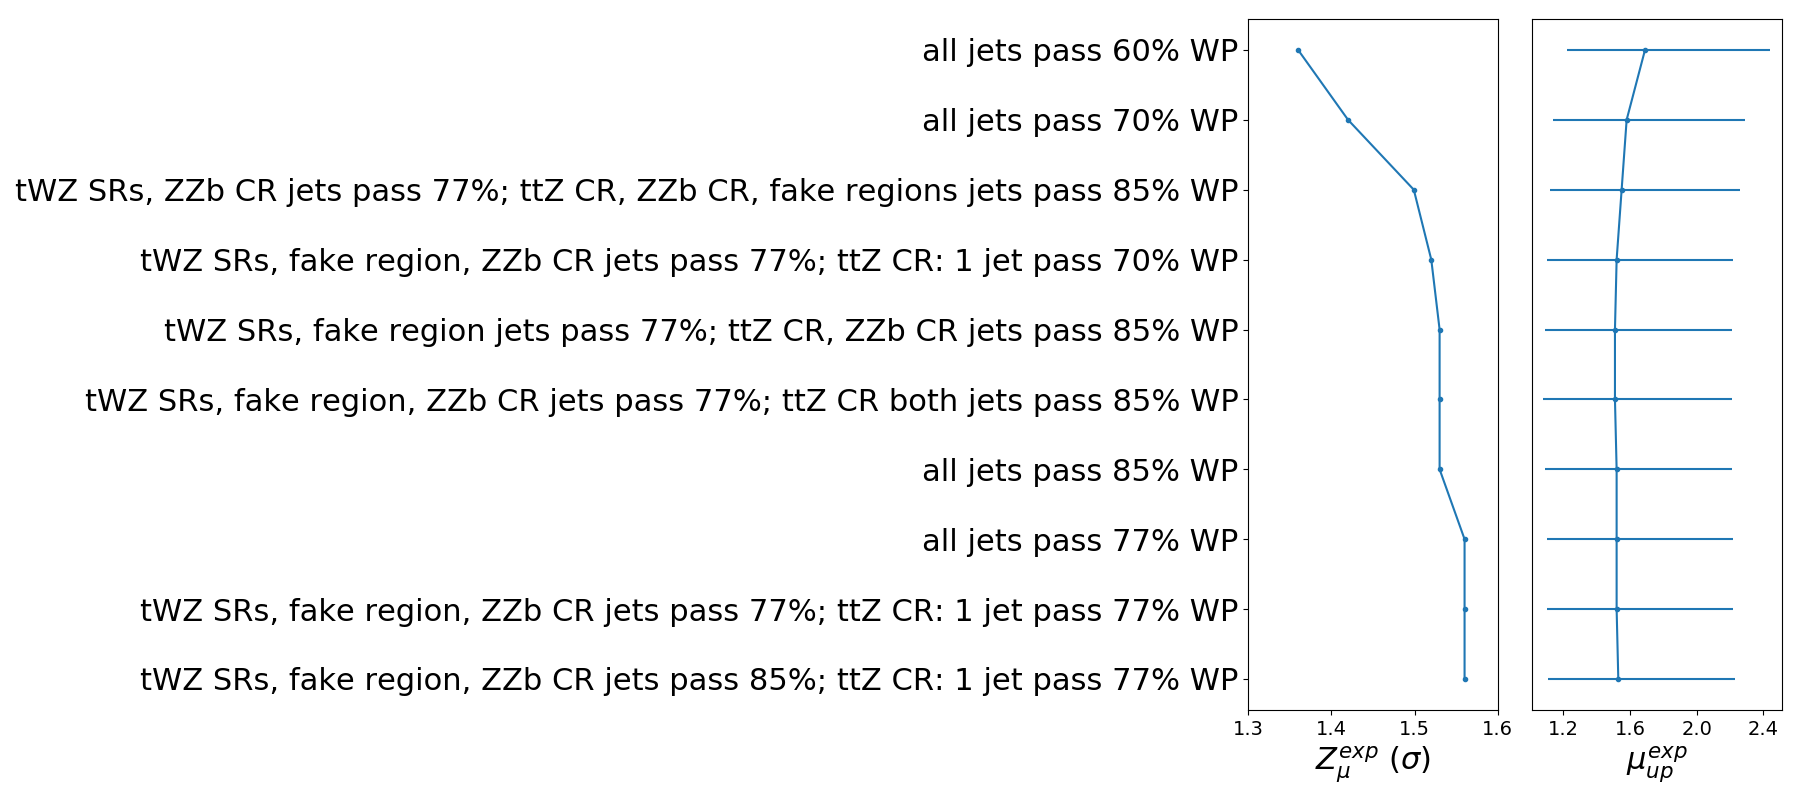 all jets pass 60% WP
all jets pass 70% WP
tWZ SRs, ZZb CR jets pass 77%; ttZ CR, ZZb CR, fake regions jets pass 85% WP
tWZ SRs, fake region, ZZb CR jets pass 77%; ttZ CR: 1 jet pass 70% WP
tWZ SRs, fake region jets pass 77%; ttZ CR, ZZb CR jets pass 85% WP
tWZ SRs, fake region, ZZb CR jets pass 77%; ttZ CR both jets pass 85% WP
all jets pass 85% WP
all jets pass 77% WP
tWZ SRs, fake region, ZZb CR jets pass 77%; ttZ CR: 1 jet pass 77% WP
tWZ SRs, fake region, ZZb CR jets pass 85%; ttZ CR: 1 jet pass 77% WP
1.3 1.4 1.5 1.6 1.2 1.6 2.0 2.4
Z_μ^exp (σ) μ_up^exp